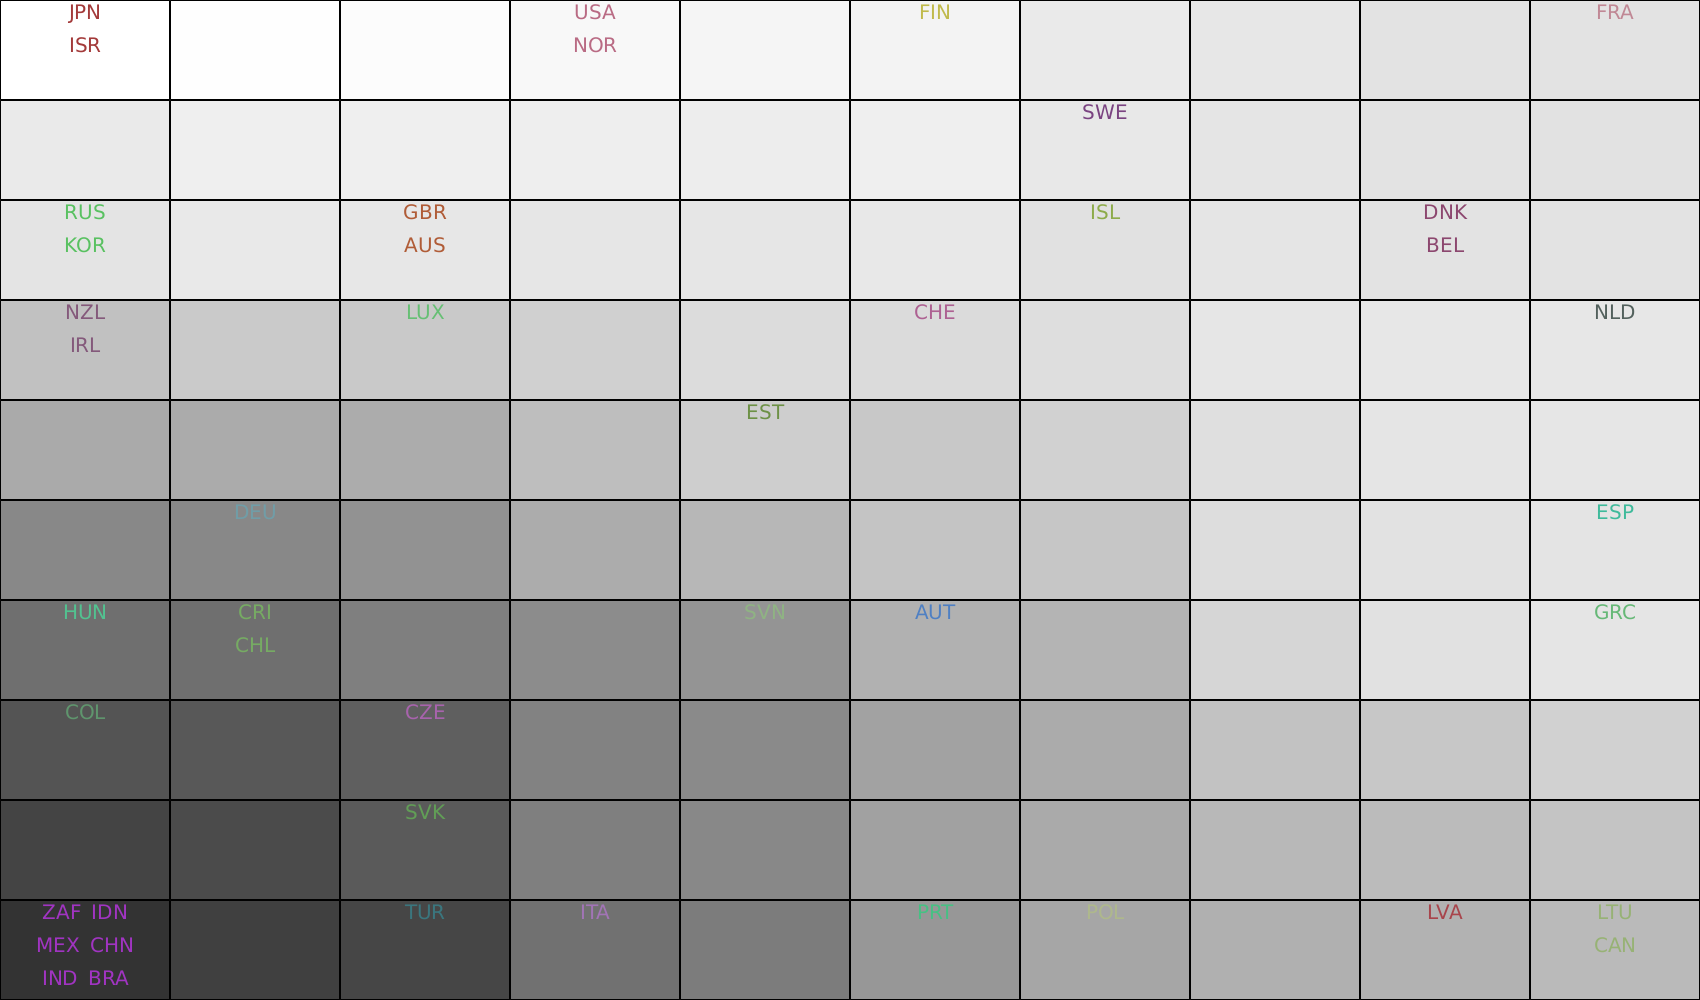 JPN
ISR
USA
NOR
FIN
FRA
SWE
RUS
KOR
GBR
AUS
ISL
DNK
BEL
NZL
IRL
LUX
CHE
NLD
EST
DEU
ESP
HUN
CRI
CHL
SVN
AUT
GRC
COL
CZE
SVK
ZAF IDN
MEX CHN
IND BRA
TUR
ITA
PRT
POL
LVA
LTU
CAN